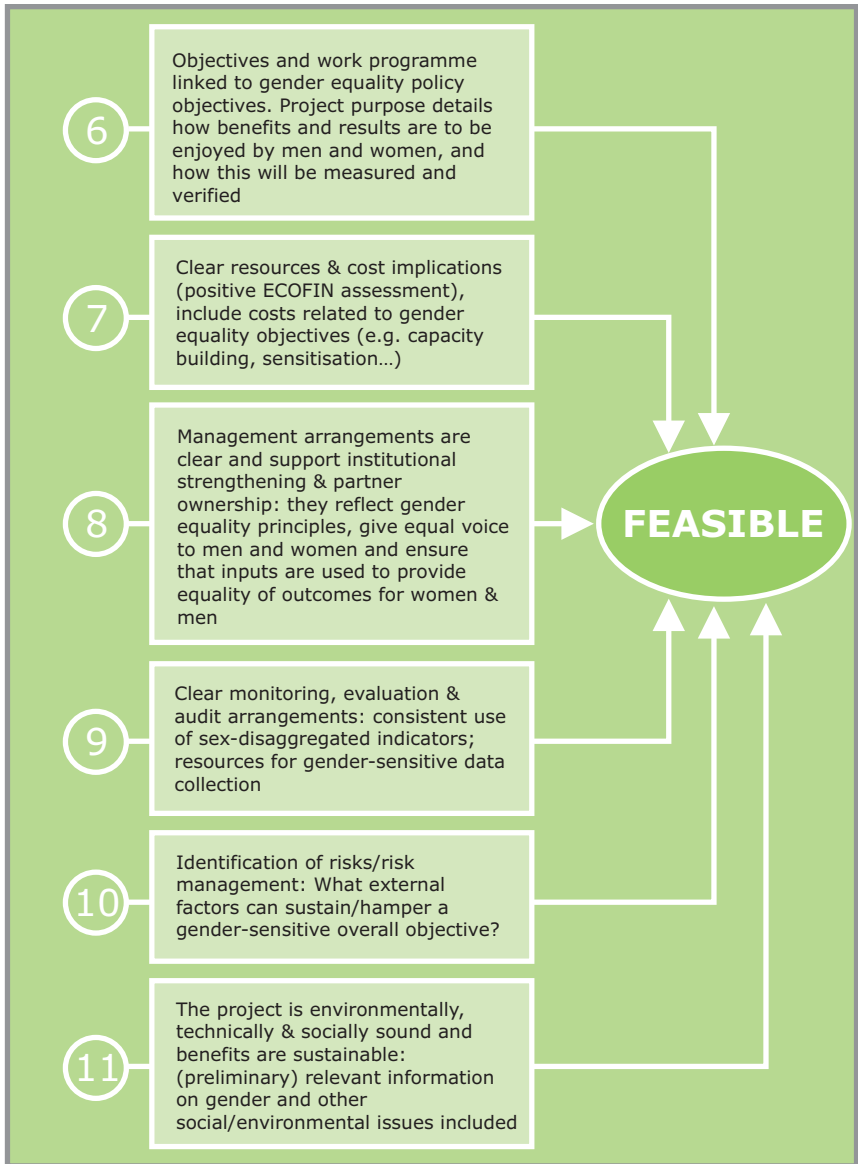 6
Objectives and work programme
linked to gender equality policy
objectives. Project purpose details
how benefits and results are to be
enjoyed by men and women, and
how this will be measured and
verified
7
Clear resources & cost implications
(positive ECOFIN assessment),
include costs related to gender
equality objectives (e.g. capacity
building, sensitisation…)
8
Management arrangements are
clear and support institutional
strengthening & partner
ownership: they reflect gender
equality principles, give equal voice
to men and women and ensure
that inputs are used to provide
equality of outcomes for women &
men
FEASIBLE
9
Clear monitoring, evaluation &
audit arrangements: consistent use
of sex-disaggregated indicators;
resources for gender-sensitive data
collection
10
Identification of risks/risk
management: What external
factors can sustain/hamper a
gender-sensitive overall objective?
11
The project is environmentally,
technically & socially sound and
benefits are sustainable:
(preliminary) relevant information
on gender and other
social/environmental issues included